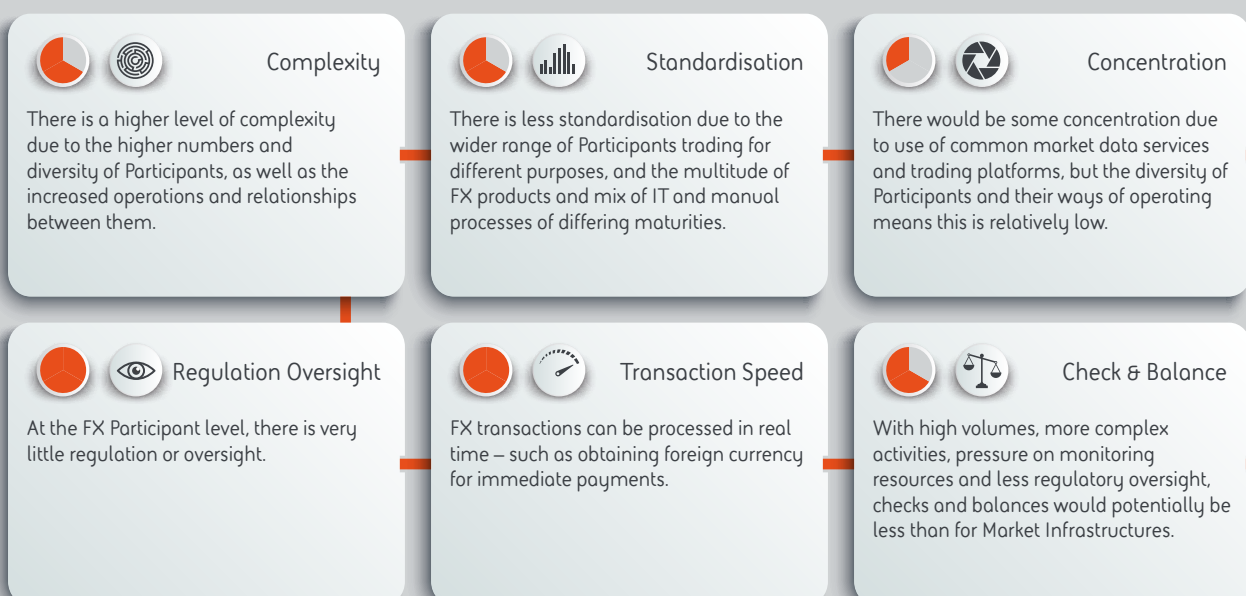 Complexity
There is a higher level of complexity
due to the higher numbers and
diversity of Participants, as well as the
increased operations and relationships
between them.
Standardisation
There is less standardisation due to the
wider range of Participants trading for
different purposes, and the multitude of
FX products and mix of IT and manual
processes of differing maturities.
Concentration
There would be some concentration due
to use of common market data services
and trading platforms, but the diversity of
Participants and their ways of operating
means this is relatively low.
Regulation Oversight
At the FX Participant level, there is very
little regulation or oversight.
Transaction Speed
FX transactions can be processed in real
time – such as obtaining foreign currency
for immediate payments.
Check & Balance
With high volumes, more complex
activities, pressure on monitoring
resources and less regulatory oversight,
checks and balances would potentially be
less than for Market Infrastructures.